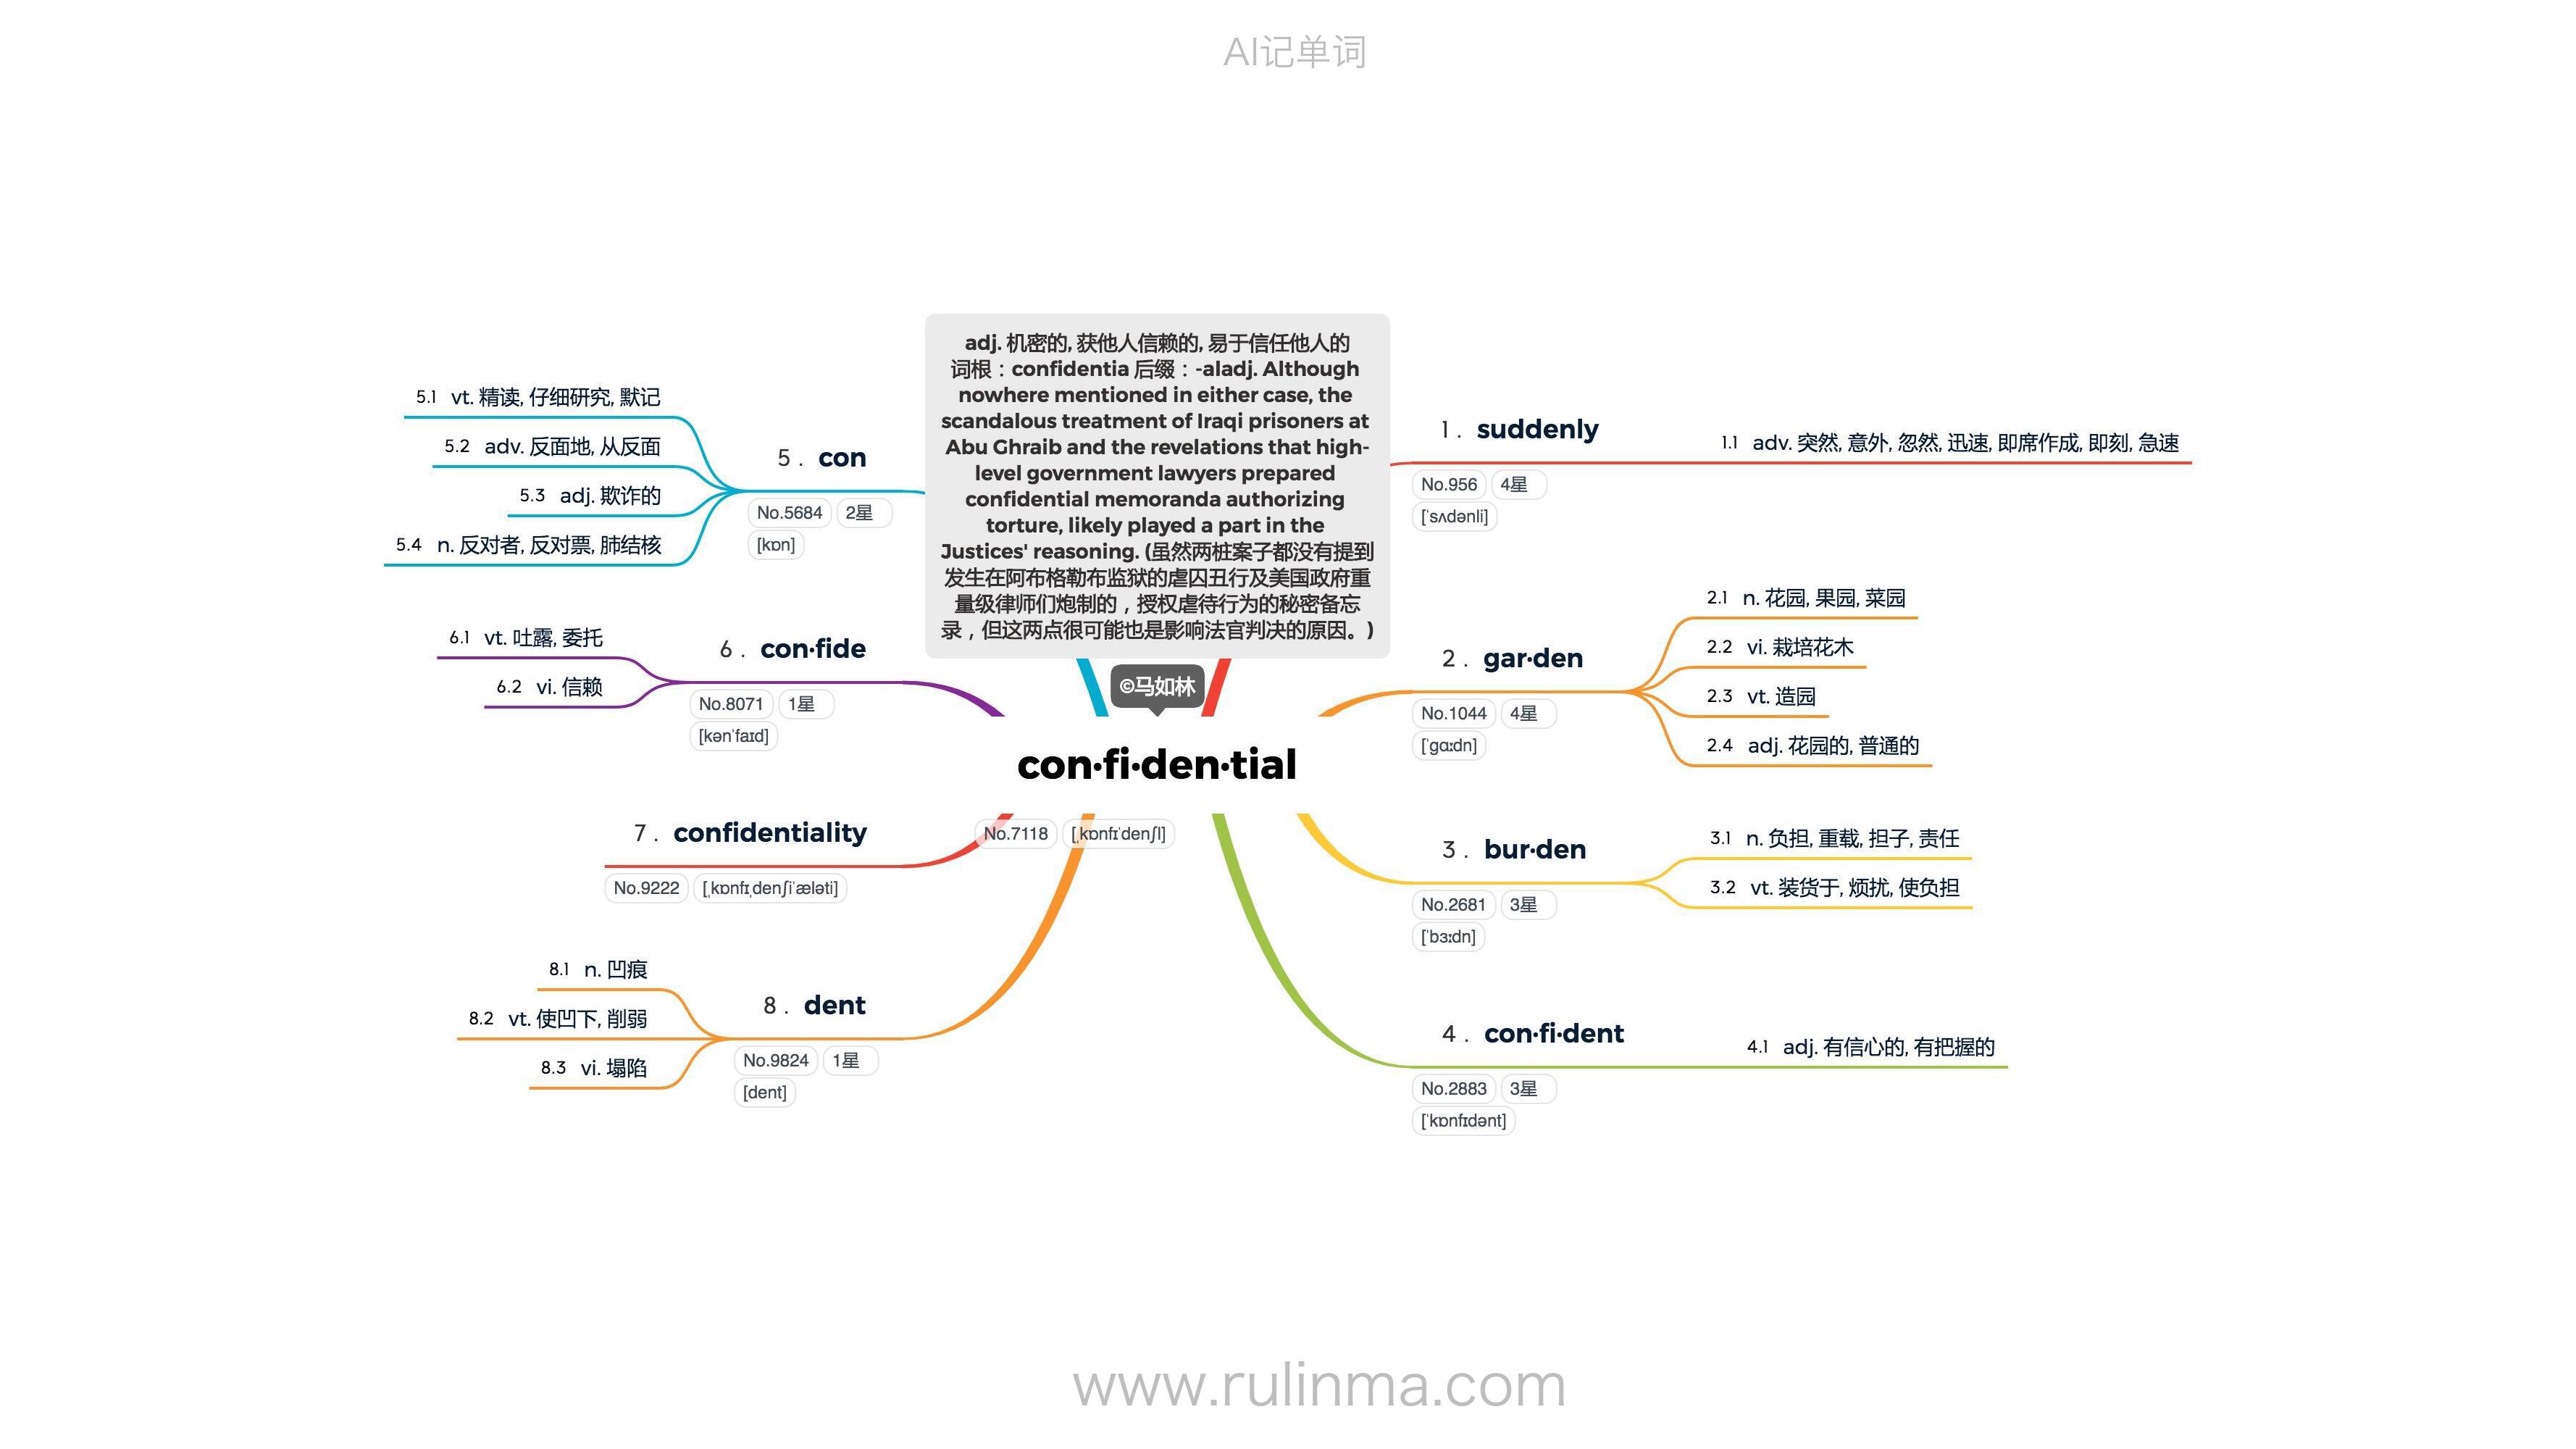 AI记单词
adj. 机密的, 获他人信赖的, 易于信任他人的
词根：confidentia 后缀：-aladj. Although
nowhere mentioned in either case, the
scandalous treatment of Iraqi prisoners at
Abu Ghraib and the revelations that high-
level government lawyers prepared
confidential memoranda authorizing
torture, likely played a part in the
Justices' reasoning. (虽然两桩案子都没有提到
发生在阿布格勒布监狱的虐囚丑行及美国政府重
量级律师们炮制的，授权虐待行为的秘密备忘
录，但这两点很可能也是影响法官判决的原因。)
©马如林
con·fi·den·tial
No.7118 [ˌkɒnfɪˈdenʃl]
1. suddenly
No.956 4星
[ˈsʌdənli]
1.1 adv. 突然, 意外, 忽然, 迅速, 即席作成, 即刻, 急速
2. gar·den
No.1044 4星
[ˈɡɑːdn]
2.1 n. 花园, 果园, 菜园
2.2 vi. 栽培花木
2.3 vt. 造园
2.4 adj. 花园的, 普通的
3. bur·den
No.2681 3星
[ˈbɜːdn]
3.1 n. 负担, 重载, 担子, 责任
3.2 vt. 装货于, 烦扰, 使负担
4. con·fi·dent
No.2883 3星
[ˈkɒnfɪdənt]
4.1 adj. 有信心的, 有把握的
5. con
No.5684 2星
[kɒn]
5.1 vt. 精读, 仔细研究, 默记
5.2 adv. 反面地, 从反面
5.3 adj. 欺诈的
5.4 n. 反对者, 反对票, 肺结核
6. con·fide
No.8071 1星
[kənˈfaɪd]
6.1 vt. 吐露, 委托
6.2 vi. 信赖
7. confidentiality
No.9222 [ˌkɒnfɪˌdenʃiˈæləti]
8. dent
No.9824 1星
[dent]
8.1 n. 凹痕
8.2 vt. 使凹下, 削弱
8.3 vi. 塌陷
www.rulinma.com